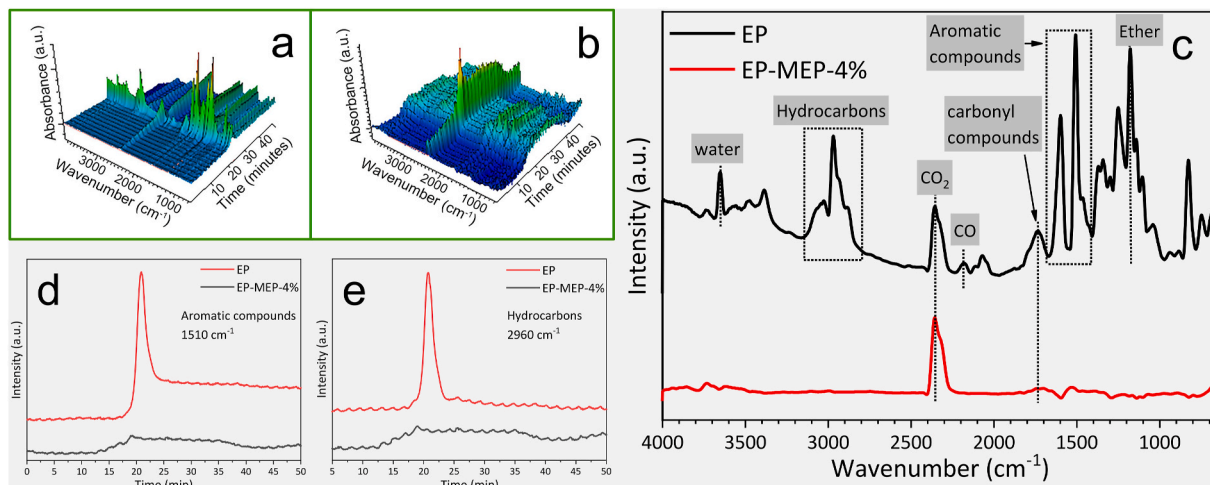 a
Absorbance (a.u.)
3000
2000
1000
Wavenumber (cm-1)
10 20 30 40
Time (minutes)
b
Absorbance (a.u.)
3000
2000
1000
Wavenumber (cm-1)
10 20 30 40
Time (minutes)
c
EP
EP-MEP-4%
Aromatic
compounds
Ether
Hydrocarbons
carbonyl
compounds
water
CO2
CO
Intensity (a.u.)
4000 3500 3000 2500 2000 1500 1000
Wavenumber (cm-1)
d
EP
EP-MEP-4%
Aromatic compounds
1510 cm-1
Intensity (a.u.)
0 5 10 15 20 25 30 35 40 45 50
Time (min)
e
EP
EP-MEP-4%
Hydrocarbons
2960 cm-1
Intensity (a.u.)
5 10 15 20 25 30 35 40 45 50
Time (min)